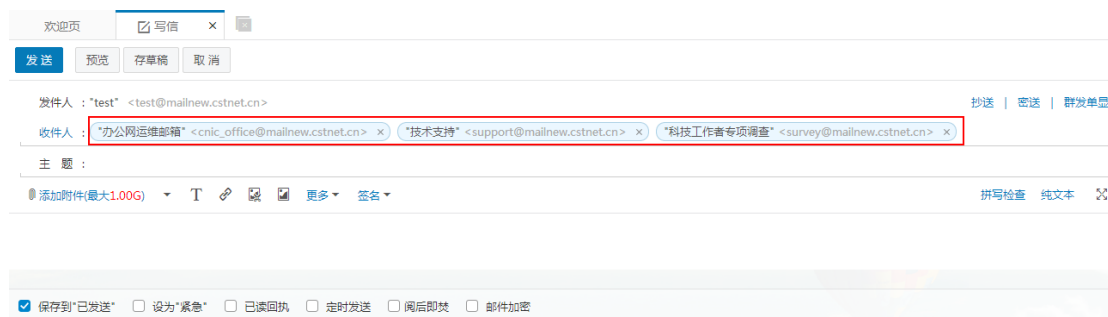 欢迎页 写信 ×
发 送 预览 存草稿 取 消
发件人 : "test" <test@mailnew.cstnet.cn> 抄送 | 密送 | 群发单显
收件人 : "办公网运维邮箱" <cnic_office@mailnew.cstnet.cn> × "技术支持" <support@mailnew.cstnet.cn> × "科技工作者专项调查" <survey@mailnew.cstnet.cn> ×
主 题 :
添加附件(最大1.00G) T 更多 签名 拼写检查 纯文本
保存到"已发送" 设为"紧急" 已读回执 定时发送 阅后即焚 邮件加密